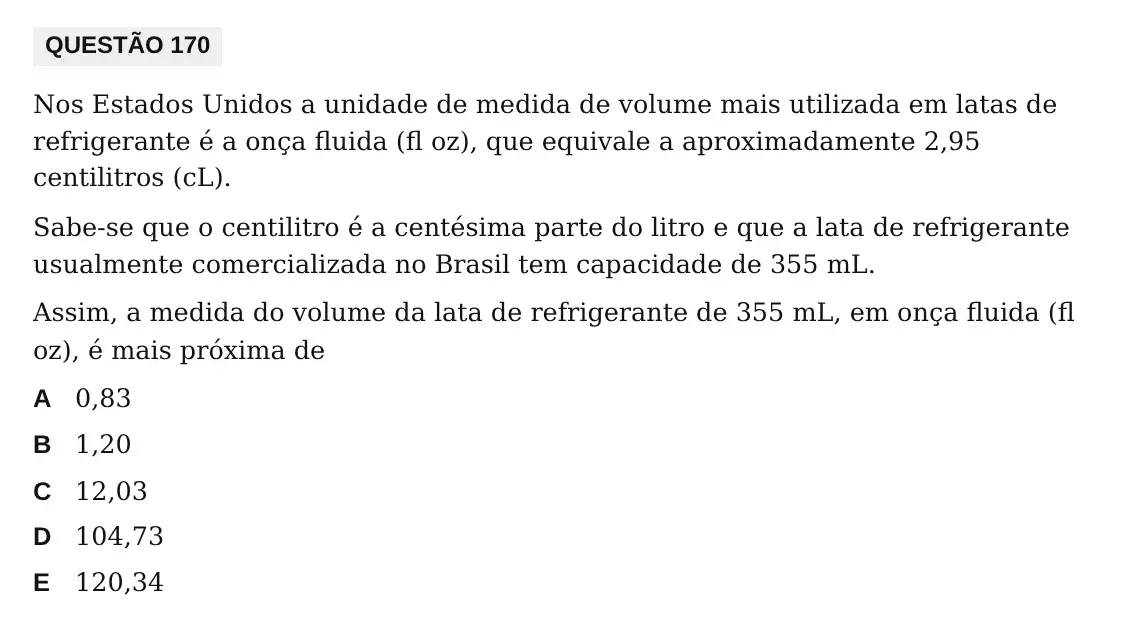 QUESTÃO 170
Nos Estados Unidos a unidade de medida de volume mais utilizada em latas de
refrigerante é a onça fluida (fl oz), que equivale a aproximadamente 2,95
centilitros (cL).
Sabe-se que o centilitro é a centésima parte do litro e que a lata de refrigerante
usualmente comercializada no Brasil tem capacidade de 355 mL.
Assim, a medida do volume da lata de refrigerante de 355 mL, em onça fluida (fl
oz), é mais próxima de
A 0,83
B 1,20
C 12,03
D 104,73
E 120,34